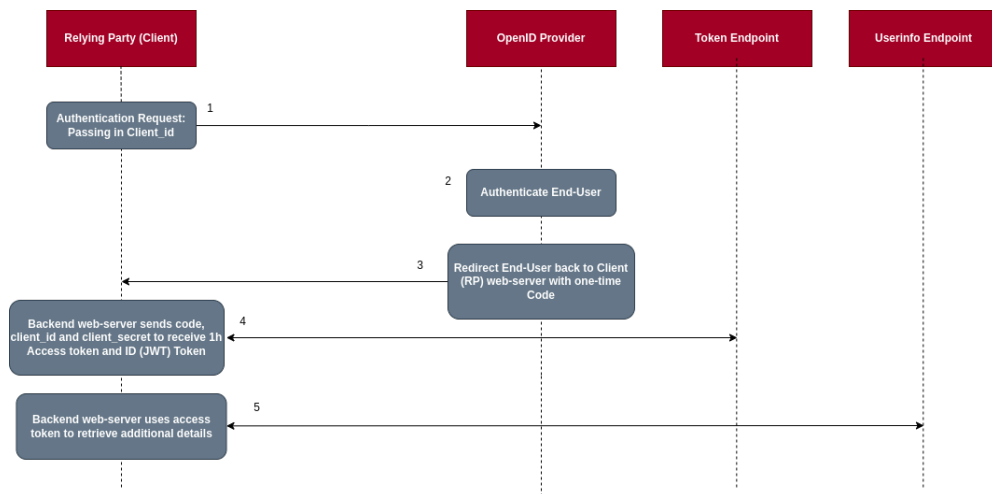 Relying Party (Client)
OpenID Provider
Token Endpoint
Userinfo Endpoint
Authentication Request:
Passing in Client_id
1
2
Authenticate End-User
3
Redirect End-User back to Client
(RP) web-server with one-time
Code
Backend web-server sends code,
client_id and client_secret to receive 1h
Access token and ID (JWT) Token
4
Backend web-server uses access
token to retrieve additional details
5